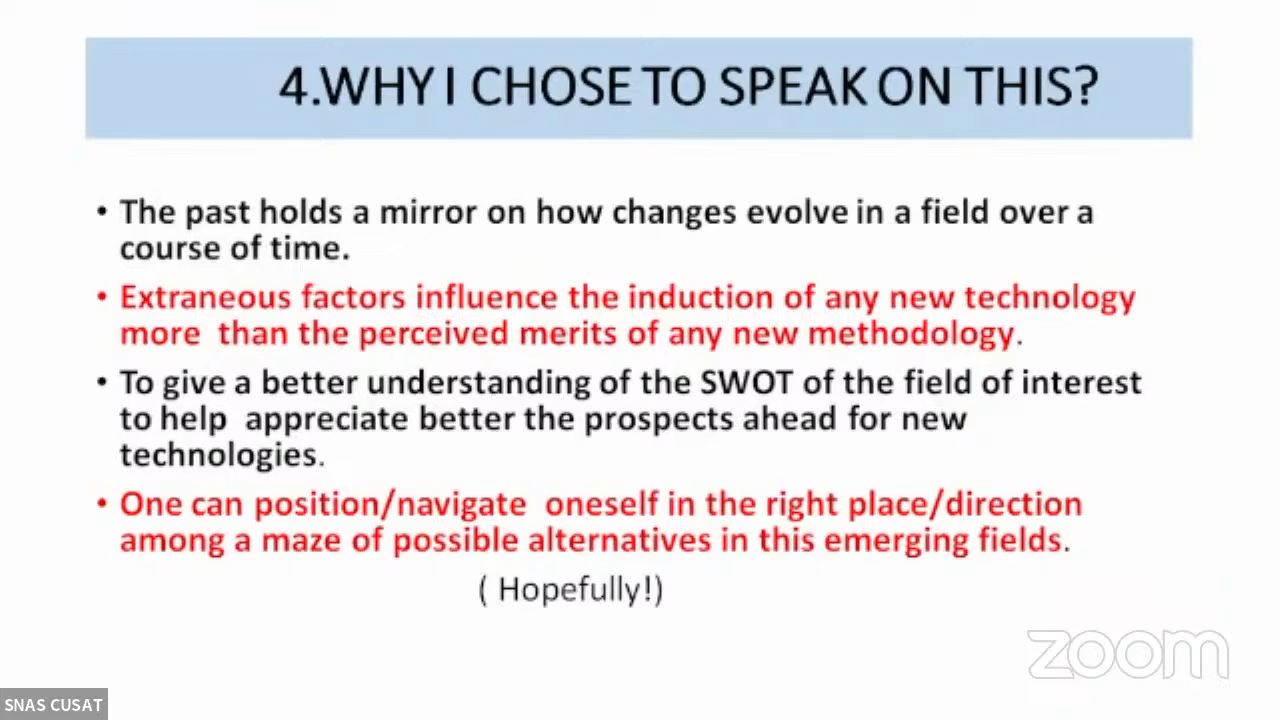 4.WHY I CHOSE TO SPEAK ON THIS?
• The past holds a mirror on how changes evolve in a field over a
course of time.
• Extraneous factors influence the induction of any new technology
more  than the perceived merits of any new methodology.
• To give a better understanding of the SWOT of the field of interest
to help  appreciate better the prospects ahead for new
technologies.
• One can position/navigate  oneself in the right place/direction
among a maze of possible alternatives in this emerging fields.
( Hopefully!)
zoom
SNAS CUSAT